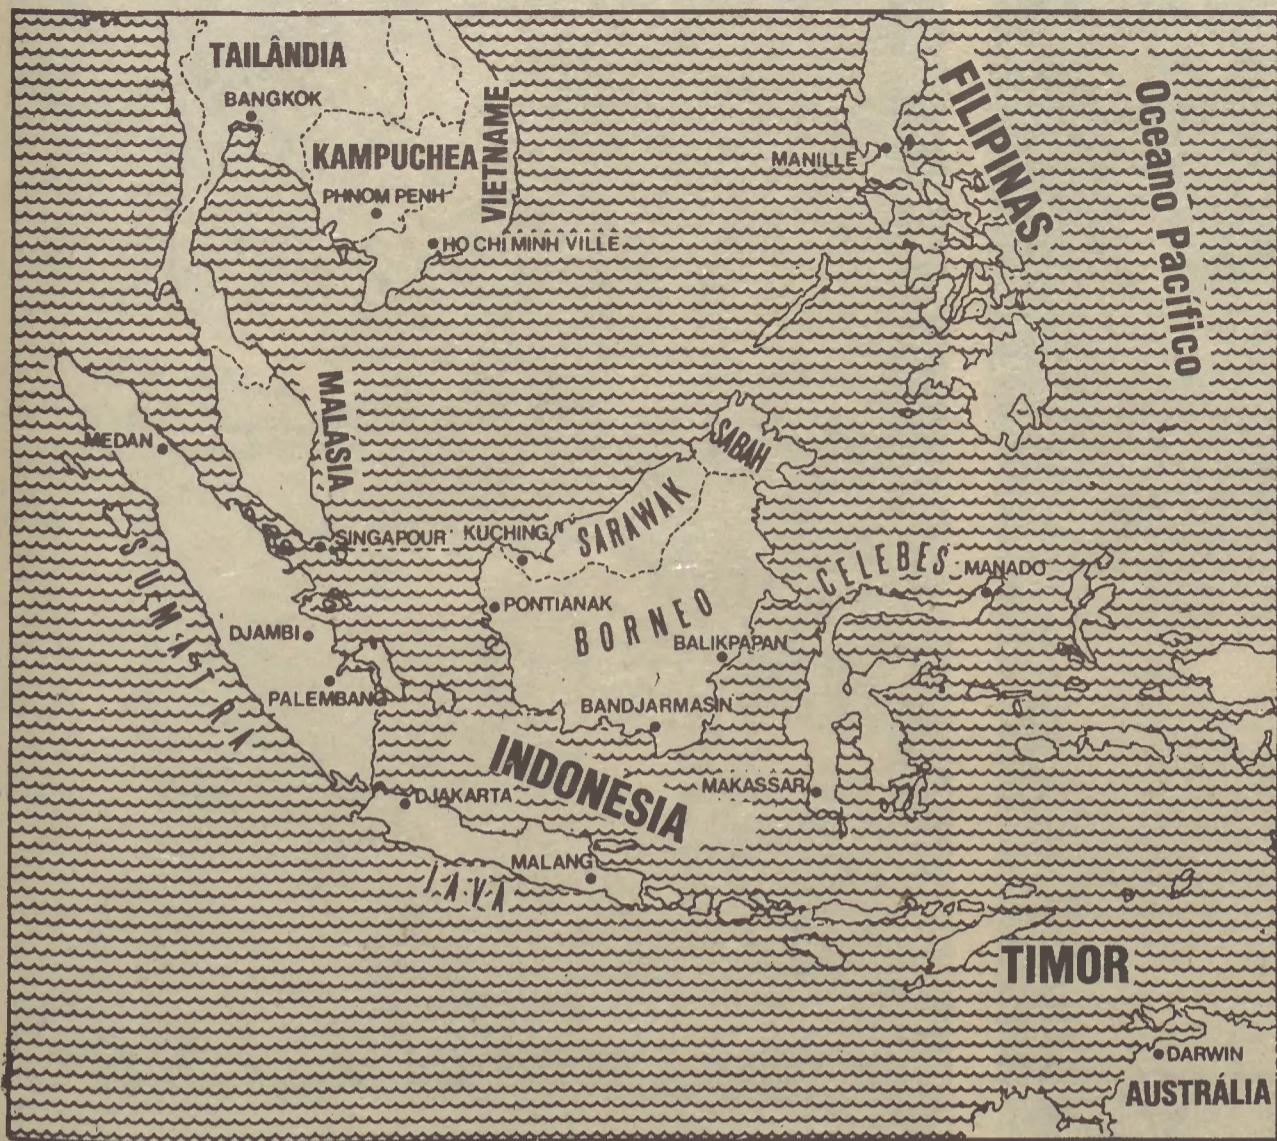 TAILÂNDIA
BANGKOK
KAMPUCHEA
PHNOM PENH
VIETNAME
HO CHI MINH VILLE
MANILLE
FILIPINAS
Oceano Pacífico
MALÁSIA
MEDAN
SINGAPOUR
KUCHING
SARAWAK
SABAH
SUMATRA
PONTIANAK
BORNEO
CELEBES
MANADO
DJAMBI
BALIKPAPAN
PALEMBANG
BANDJARMASIN
INDONÉSIA
MAKASSAR
DJAKARTA
MALANG
JAVA
TIMOR
DARWIN
AUSTRÁLIA